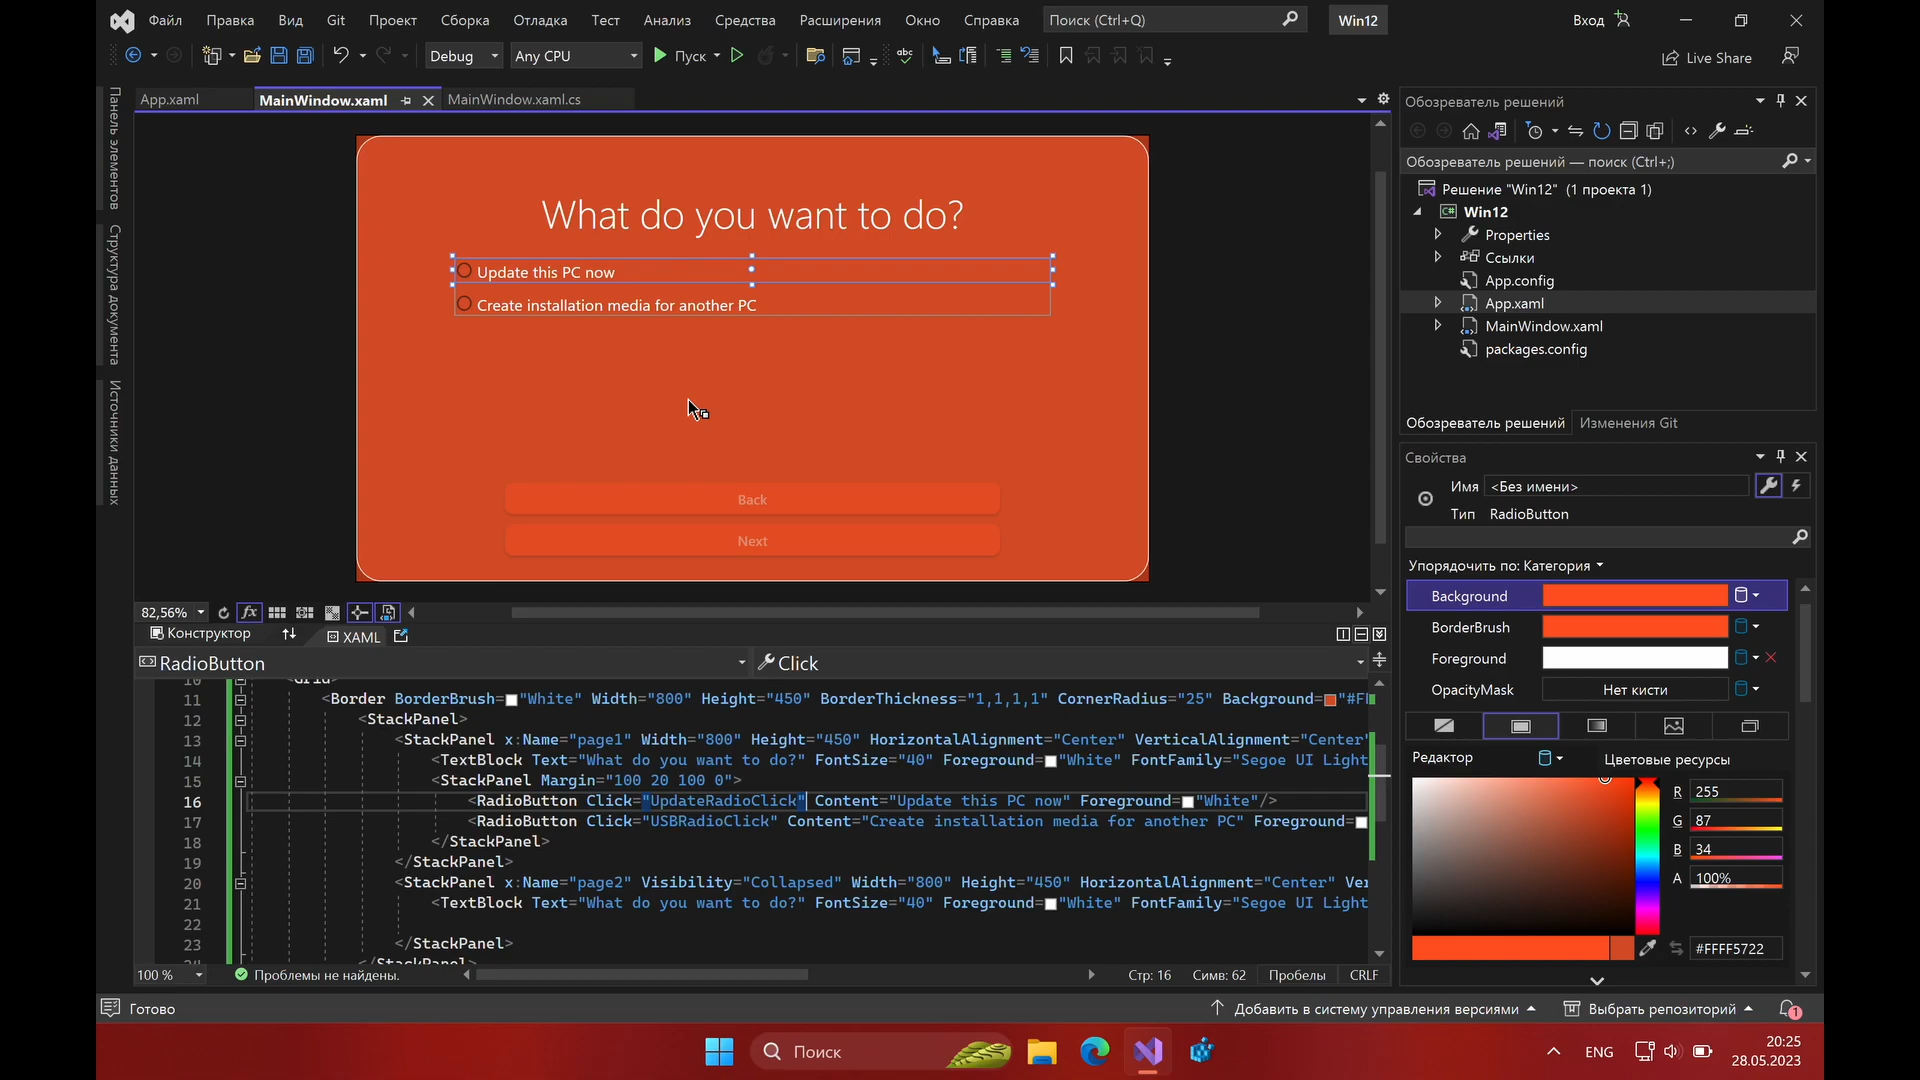 Файл Правка Вид Git Проект Сборка Отладка Тест Анализ Средства Расширения Окно Справка Поиск (Ctrl+Q) Win12 Вход
Debug Any CPU Пуск Live Share
Панель элементов
Структура документа
Источники данных
App.xaml MainWindow.xaml MainWindow.xaml.cs
What do you want to do?
Update this PC now
Create installation media for another PC
Back
Next
82,56%
Конструктор XAML
RadioButton Click
11 <Border BorderBrush="White" Width="800" Height="450" BorderThickness="1,1,1,1" CornerRadius="25" Background="#F
12 <StackPanel>
13 <StackPanel x:Name="page1" Width="800" Height="450" HorizontalAlignment="Center" VerticalAlignment="Center"
14 <TextBlock Text="What do you want to do?" FontSize="40" Foreground="White" FontFamily="Segoe UI Light
15 <StackPanel Margin="100 20 100 0">
16 <RadioButton Click="UpdateRadioClick" Content="Update this PC now" Foreground="White"/>
17 <RadioButton Click="USBRadioClick" Content="Create installation media for another PC" Foreground=
18 </StackPanel>
19 </StackPanel>
20 <StackPanel x:Name="page2" Visibility="Collapsed" Width="800" Height="450" HorizontalAlignment="Center" Ver
21 <TextBlock Text="What do you want to do?" FontSize="40" Foreground="White" FontFamily="Segoe UI Light
22
23 </StackPanel>
100 % Проблемы не найдены. Стр: 16 Симв: 62 Пробелы CRLF
Обозреватель решений
Обозреватель решений — поиск (Ctrl+;)
Решение "Win12" (1 проекта 1)
C# Win12
Properties
Ссылки
App.config
App.xaml
MainWindow.xaml
packages.config
Обозреватель решений Изменения Git
Свойства
Имя <Без имени>
Тип RadioButton
Упорядочить по: Категория
Background
BorderBrush
Foreground
OpacityMask Нет кисти
Редактор Цветовые ресурсы
R 255
G 87
B 34
A 100%
#FFFF5722
Готово Добавить в систему управления версиями Выбрать репозиторий 1
Поиск ENG 20:25
28.05.2023